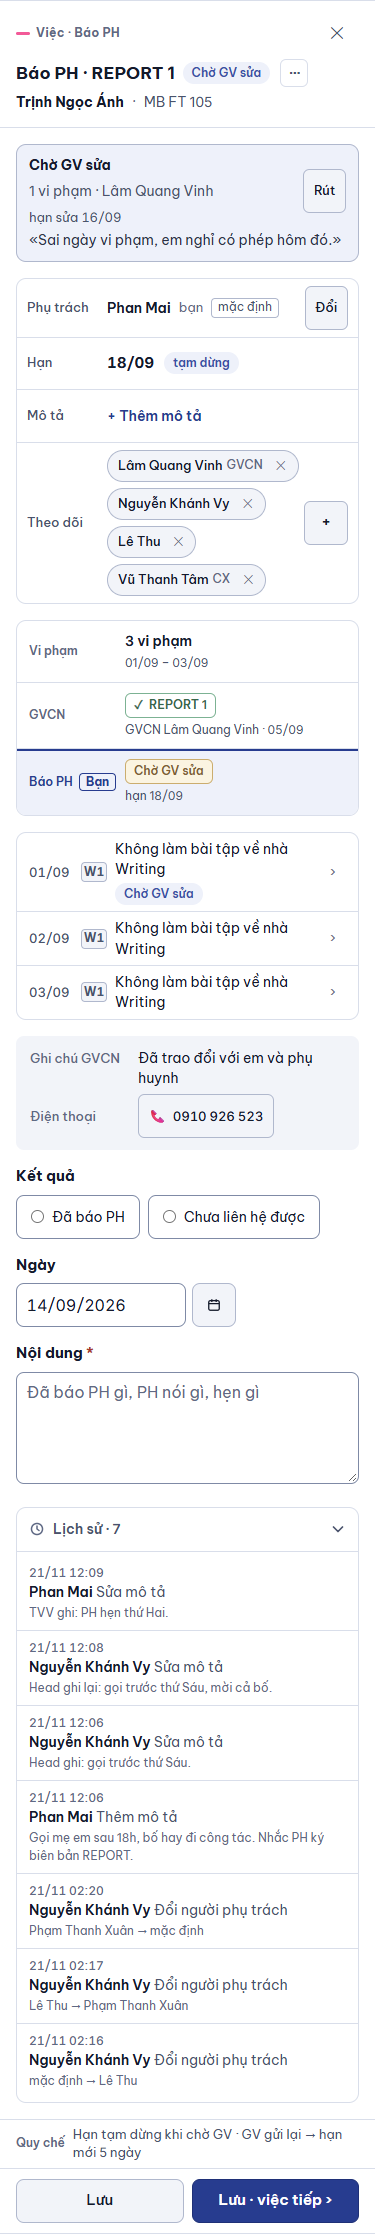 Việc · Báo PH
Báo PH · REPORT 1 Chờ GV sửa ···
Trịnh Ngọc Ánh · MB FT 105
Chờ GV sửa
1 vi phạm · Lâm Quang Vinh
Rút
hạn sửa 16/09
«Sai ngày vi phạm, em nghỉ có phép hôm đó.»
Phụ trách Phan Mai bạn mặc định Đổi
Hạn 18/09 tạm dừng
Mô tả + Thêm mô tả
Lâm Quang Vinh GVCN ×
Nguyễn Khánh Vy ×
Theo dõi +
Lê Thu ×
Vũ Thanh Tâm CX ×
Vi phạm 3 vi phạm
01/09 – 03/09
GVCN ✓ REPORT 1
GVCN Lâm Quang Vinh · 05/09
Báo PH Bạn Chờ GV sửa
hạn 18/09
01/09 W1 Không làm bài tập về nhà
Writing
Chờ GV sửa
›
02/09 W1 Không làm bài tập về nhà
Writing
›
03/09 W1 Không làm bài tập về nhà
Writing
›
Ghi chú GVCN Đã trao đổi với em và phụ
huynh
Điện thoại 0910 926 523
Kết quả
Đã báo PH Chưa liên hệ được
Ngày
14/09/2026
Nội dung *
Đã báo PH gì, PH nói gì, hẹn gì
Lịch sử · 7
21/11 12:09
Phan Mai Sửa mô tả
TVV ghi: PH hẹn thứ Hai.
21/11 12:08
Nguyễn Khánh Vy Sửa mô tả
Head ghi lại: gọi trước thứ Sáu, mời cả bố.
21/11 12:06
Nguyễn Khánh Vy Sửa mô tả
Head ghi: gọi trước thứ Sáu.
21/11 12:06
Phan Mai Thêm mô tả
Gọi mẹ em sau 18h, bố hay đi công tác. Nhắc PH ký
biên bản REPORT.
21/11 02:20
Nguyễn Khánh Vy Đổi người phụ trách
Phạm Thanh Xuân → mặc định
21/11 02:17
Nguyễn Khánh Vy Đổi người phụ trách
Lê Thu → Phạm Thanh Xuân
21/11 02:16
Nguyễn Khánh Vy Đổi người phụ trách
mặc định → Lê Thu
Quy chế Hạn tạm dừng khi chờ GV · GV gửi lại → hạn
mới 5 ngày
Lưu Lưu · việc tiếp ›